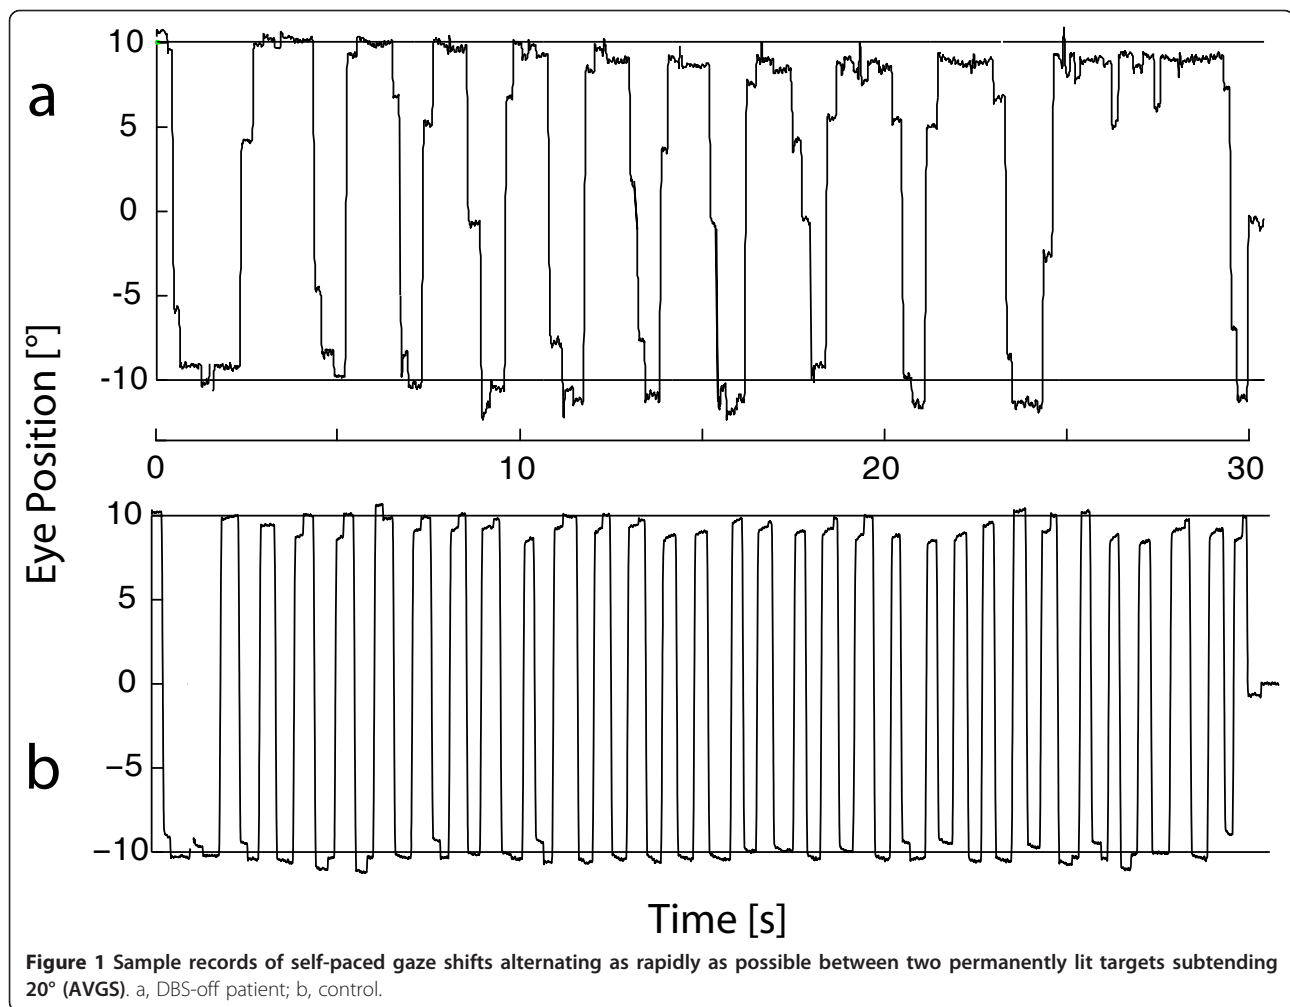 a
10
5
0
-5
-10
0
10
20
30
Eye Position [°]
b
10
5
0
−5
−10
Time [s]
Figure 1 Sample records of self-paced gaze shifts alternating as rapidly as possible between two permanently lit targets subtending
20° (AVGS). a, DBS-off patient; b, control.